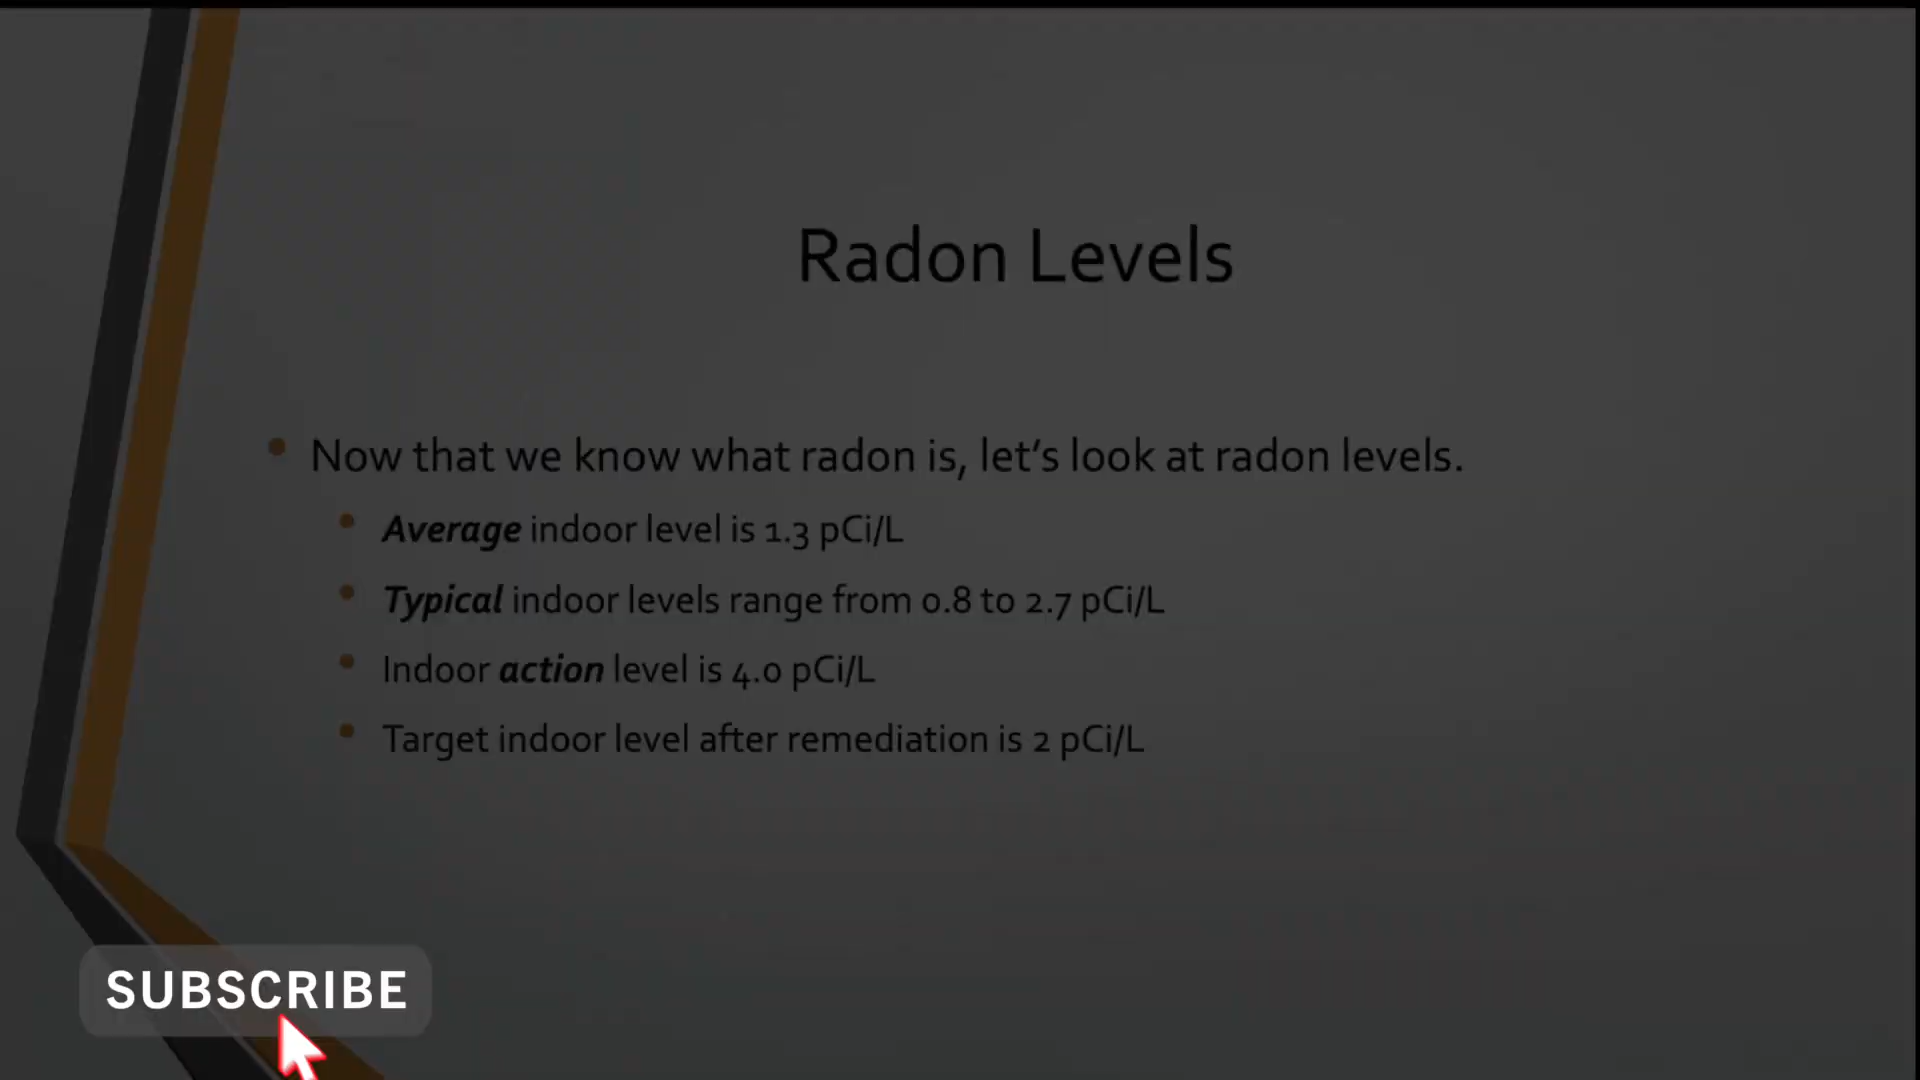 Radon Levels
Now that we know what radon is, let’s look at radon levels.
Average indoor level is 1.3 pCi/L
Typical indoor levels range from 0.8 to 2.7 pCi/L
Indoor action level is 4.0 pCi/L
Target indoor level after remediation is 2 pCi/L
SUBSCRIBE